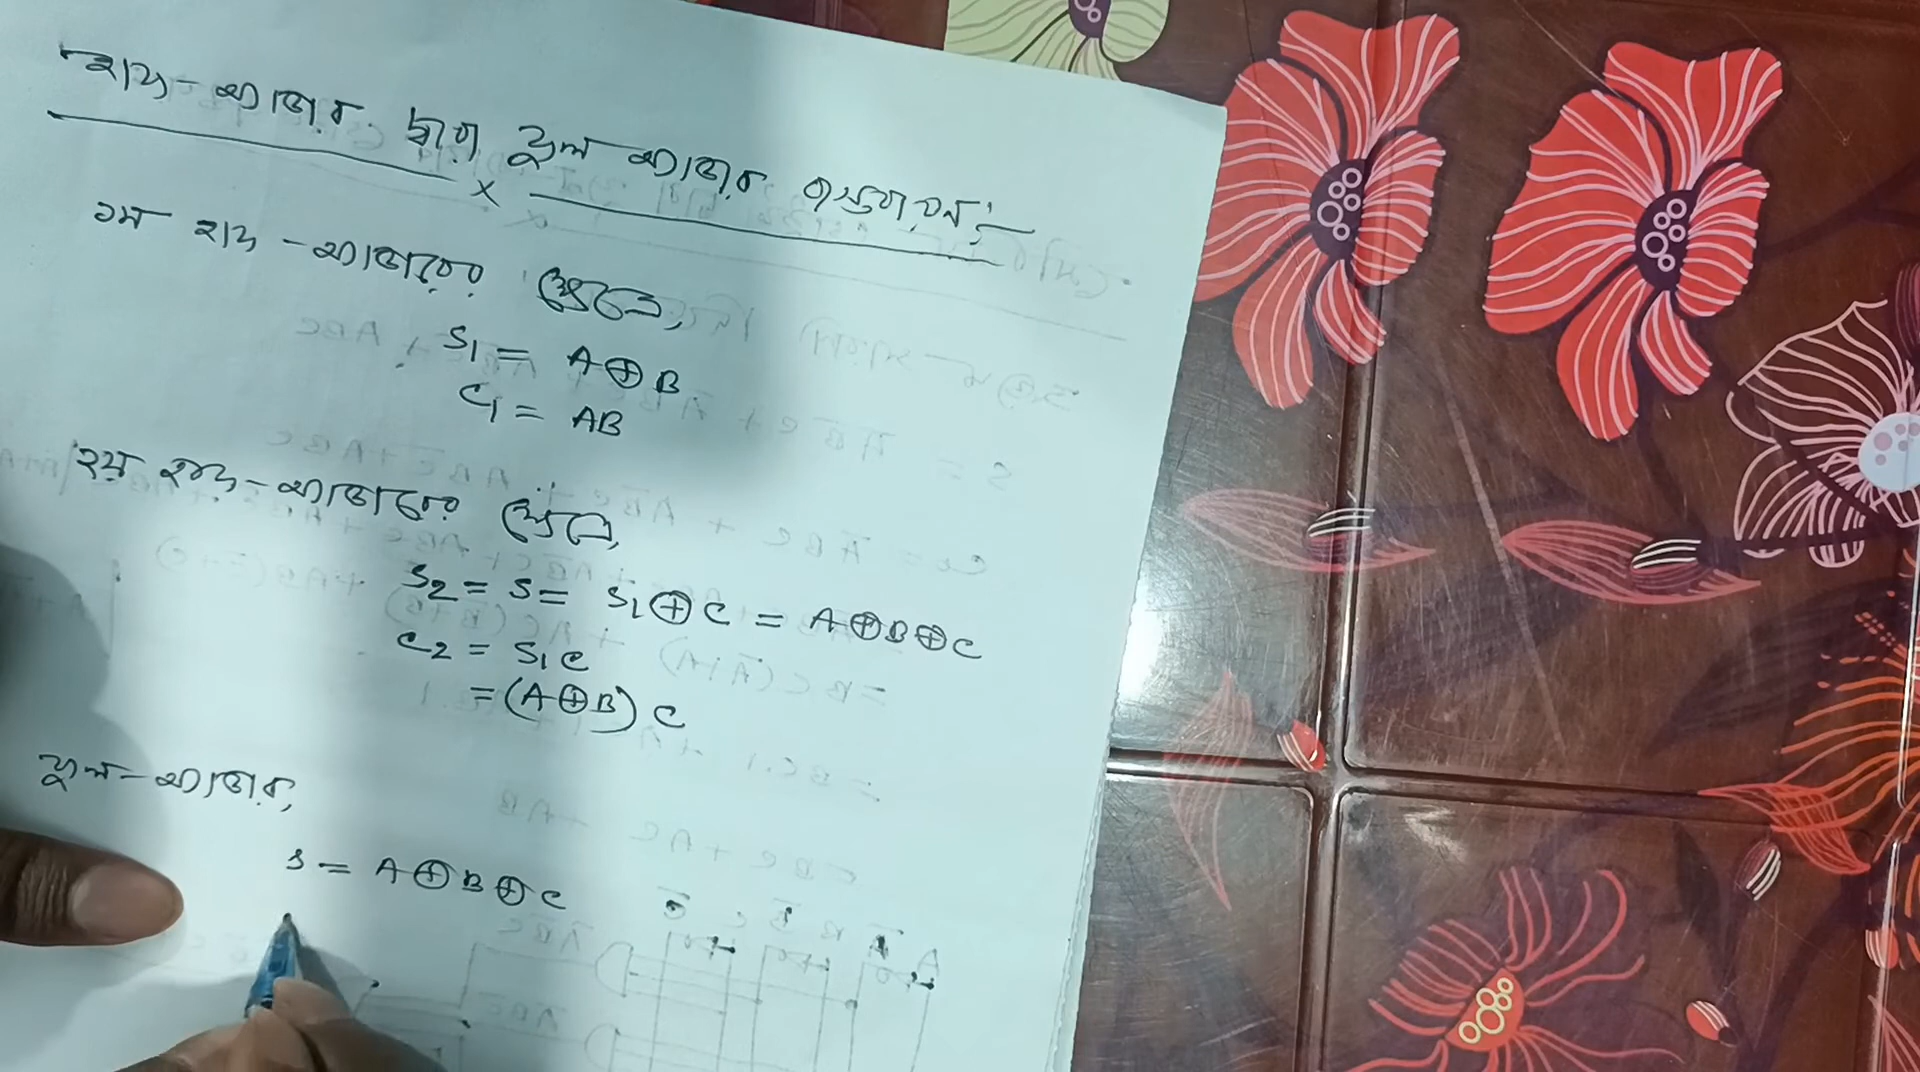 হাফ-অ্যাডার দ্বারা ফুল অ্যাডার বাস্তবায়ন:
×
১ম হাফ-অ্যাডারের ক্ষেত্রে,
S1 = A⊕B
C1 = AB
২য় হাফ-অ্যাডারের ক্ষেত্রে,
S2 = S = S1⊕C = A⊕B⊕C
C2 = S1C
= (A⊕B) C
ফুল-অ্যাডার,
S = A⊕B⊕C